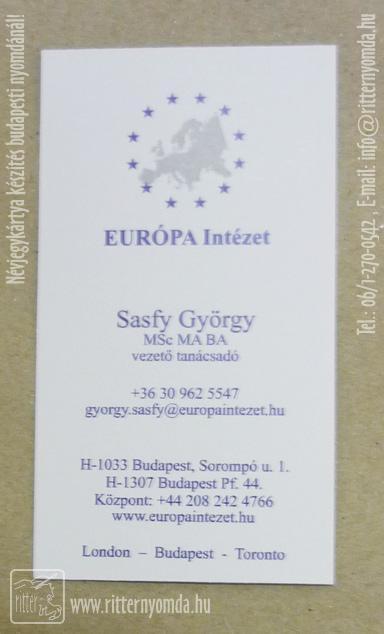 EURÓPA Intézet
Sasfy György
MSc MA BA
vezető tanácsadó
+36 30 962 5547
gyorgy.sasfy@europaintezet.hu
H-1033 Budapest, Sorompó u. 1.
H-1307 Budapest Pf. 44.
Központ: +44 208 242 4766
www.europaintezet.hu
London – Budapest - Toronto
Névjegykártya készítés budapesti nyomdánál!
Tel.: 06/1-270-0542 , E-mail: info@ritternyomda.hu
ritter
www.ritternyomda.hu